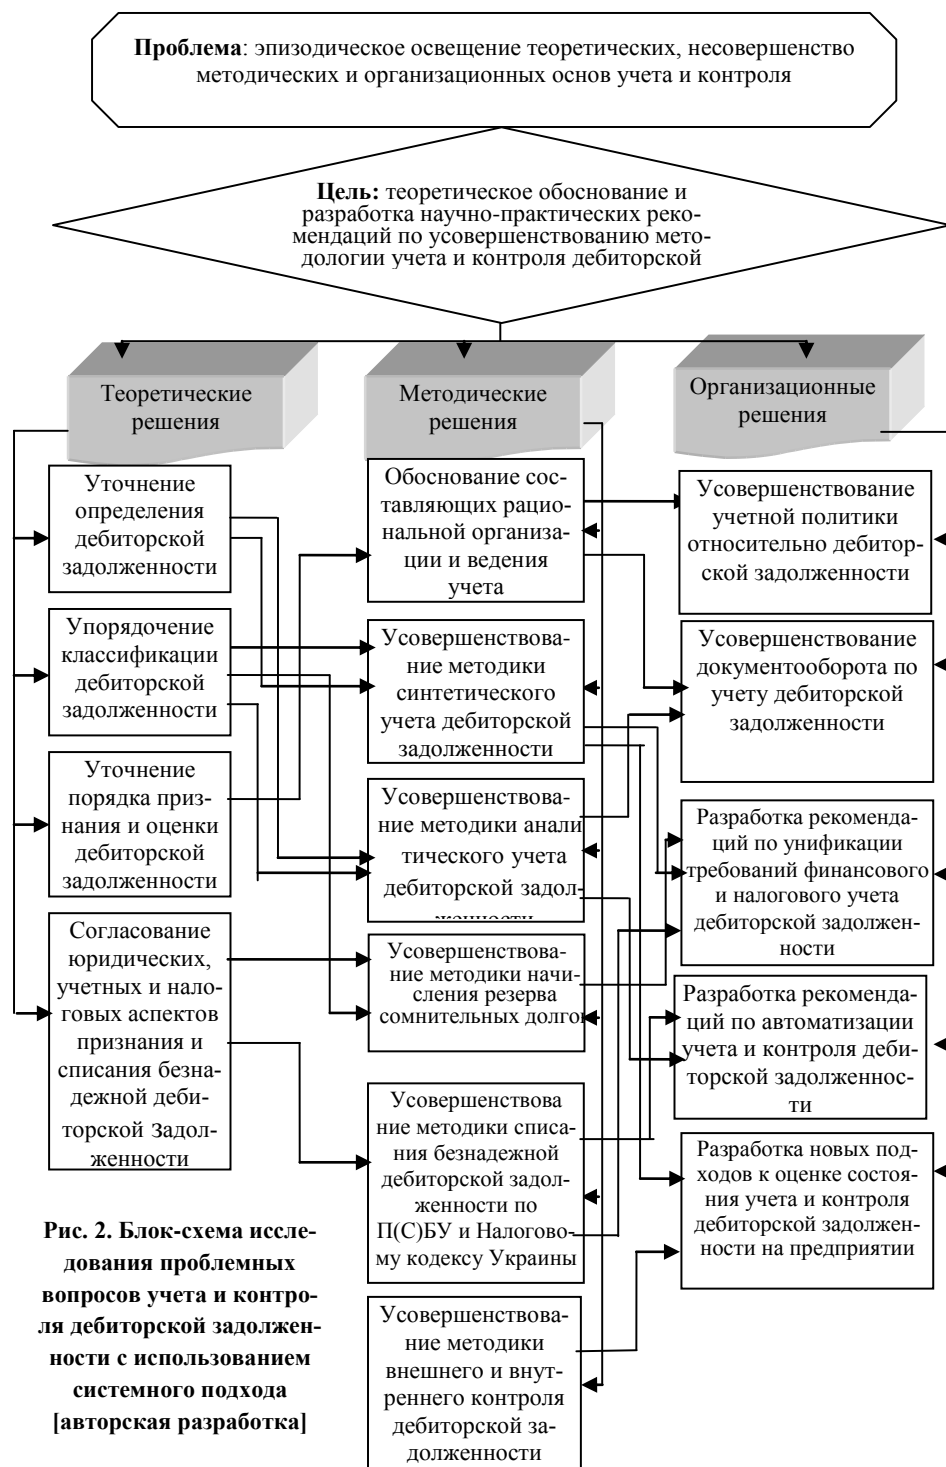 Проблема: эпизодическое освещение теоретических, несовершенство
методических и организационных основ учета и контроля
Цель: теоретическое обоснование и
разработка научно-практических реко-
мендаций по усовершенствованию мето-
дологии учета и контроля дебиторской
Теоретические
решения
Методические
решения
Организационные
решения
Уточнение
определения
дебиторской
задолженности
Упорядочение
классификации
дебиторской
задолженности
Уточнение
порядка приз-
нания и оценки
дебиторской
задолженности
Согласование
юридических,
учетных и нало-
говых аспектов
признания и
списания безна-
дежной деби-
торской задол-
женности
Обоснование сос-
тавляющих рацио-
нальной организа-
ции и ведения
учета
Усовершенствова-
ние методики
синтетического
учета дебиторской
задолженности
Усовершенствова-
ние методики анали
тического учета
дебиторской задол-
женности
Усовершенствова-
ние методики начи-
сления резерва
сомнительных долгов
Усовершенствова
ние методики списа-
ния безнадежной
дебиторской задол-
женности по
П(С)БУ и Налогово-
му кодексу Украины
Усовершенствова-
ние методики
внешнего и внут-
реннего контроля
дебиторской за-
долженности
Усовершенствование
учетной политики
относительно дебитор-
ской задолженности
Усовершенствование
документооборота по
учету дебиторской
задолженности
Разработка рекоменда-
ций по унификации
требований финансового
и налогового учета
дебиторской задолжен-
ности
Разработка рекоменда-
ций по автоматизации
учета и контроля деби-
торской задолженнос-
ти
Разработка новых под-
ходов к оценке состоя-
ния учета и контроля
дебиторской задолжен-
ности на предприятии
Рис. 2. Блок-схема иссле-
дования проблемных
вопросов учета и контро-
ля дебиторской задолжен-
ности с использованием
системного подхода
[авторская разработка]